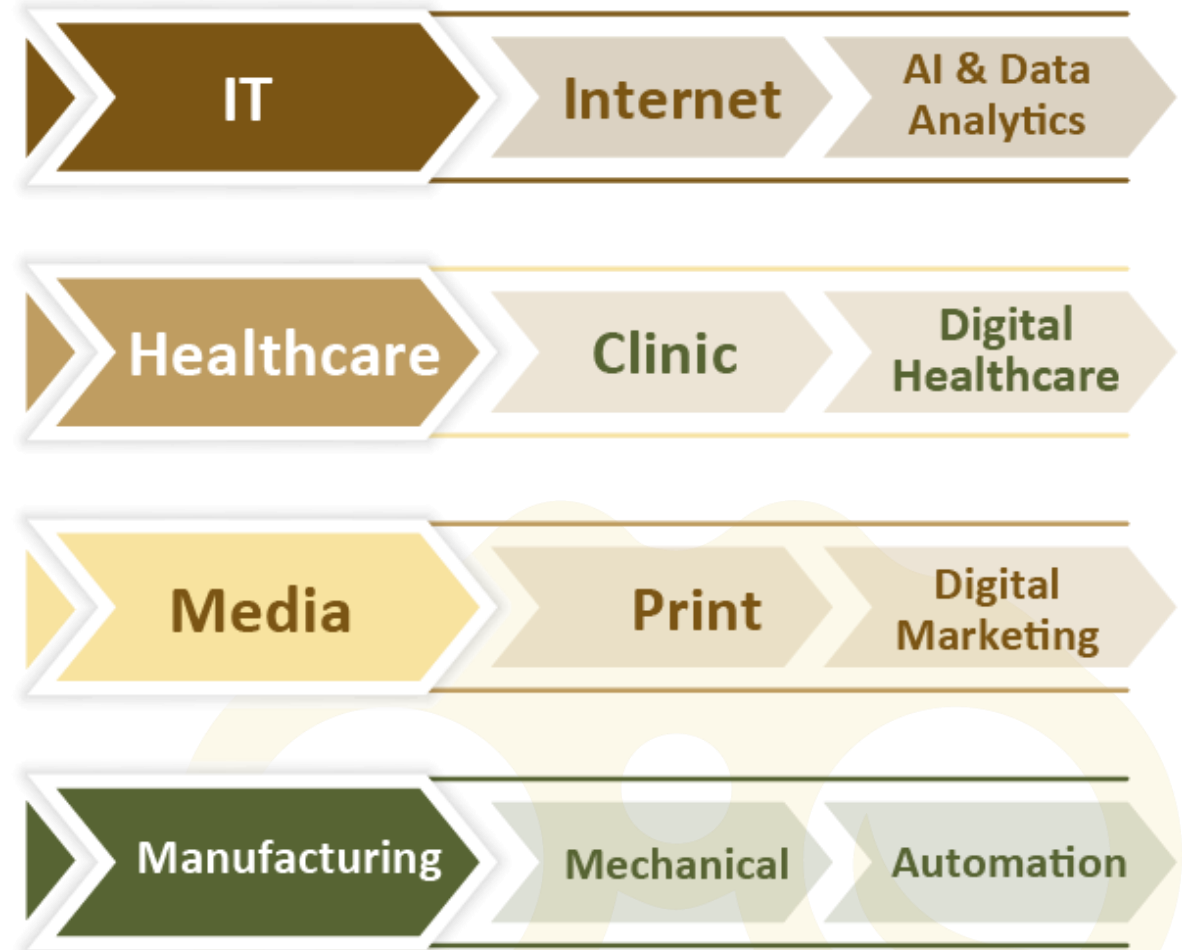 IT
Internet
AI & Data
Analytics
Healthcare
Clinic
Digital
Healthcare
Media
Print
Digital
Marketing
Manufacturing
Mechanical
Automation